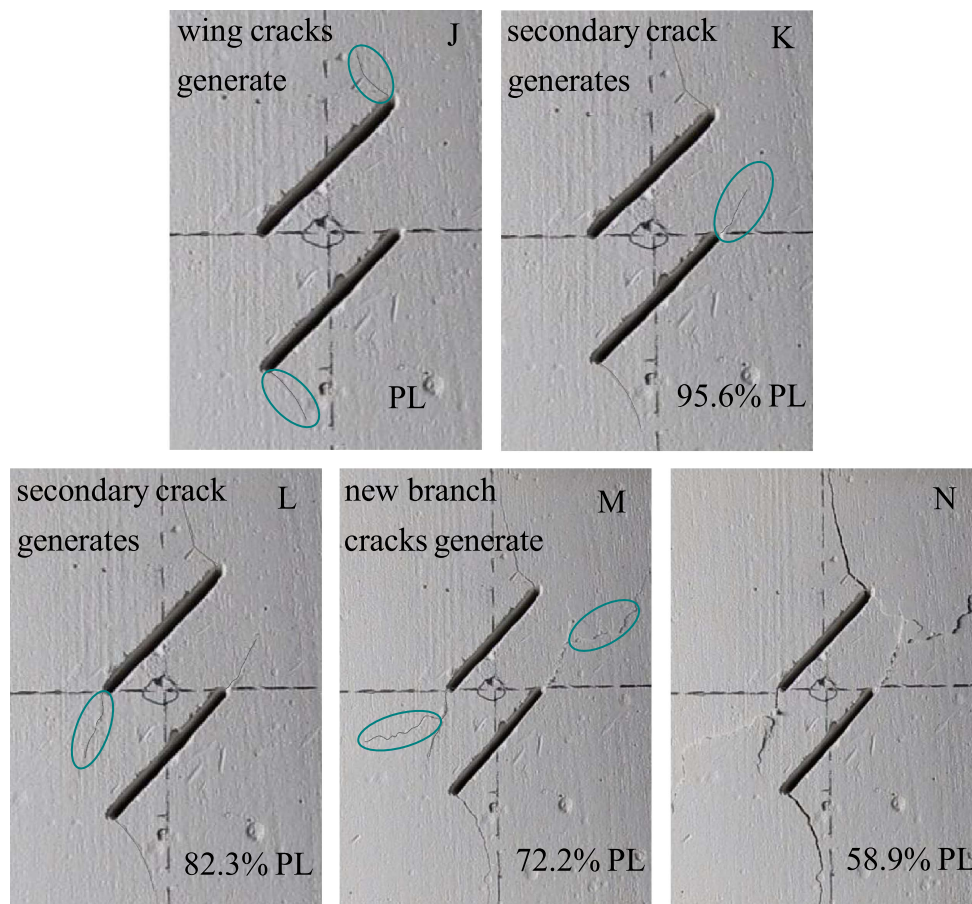 wing cracks
generate
J
PL
secondary crack
generates
K
95.6% PL
secondary crack
generates
L
82.3% PL
new branch
cracks generate
M
72.2% PL
N
58.9% PL